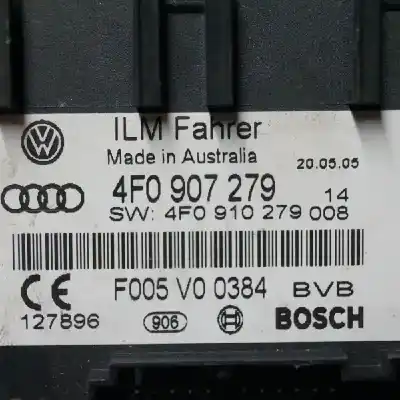 ILM Fahrer
Made in Australia 20.05.05
4F0 907 279 14
SW: 4F0 910 279 008
F005 V0 0384 BVB
127896 906 BOSCH